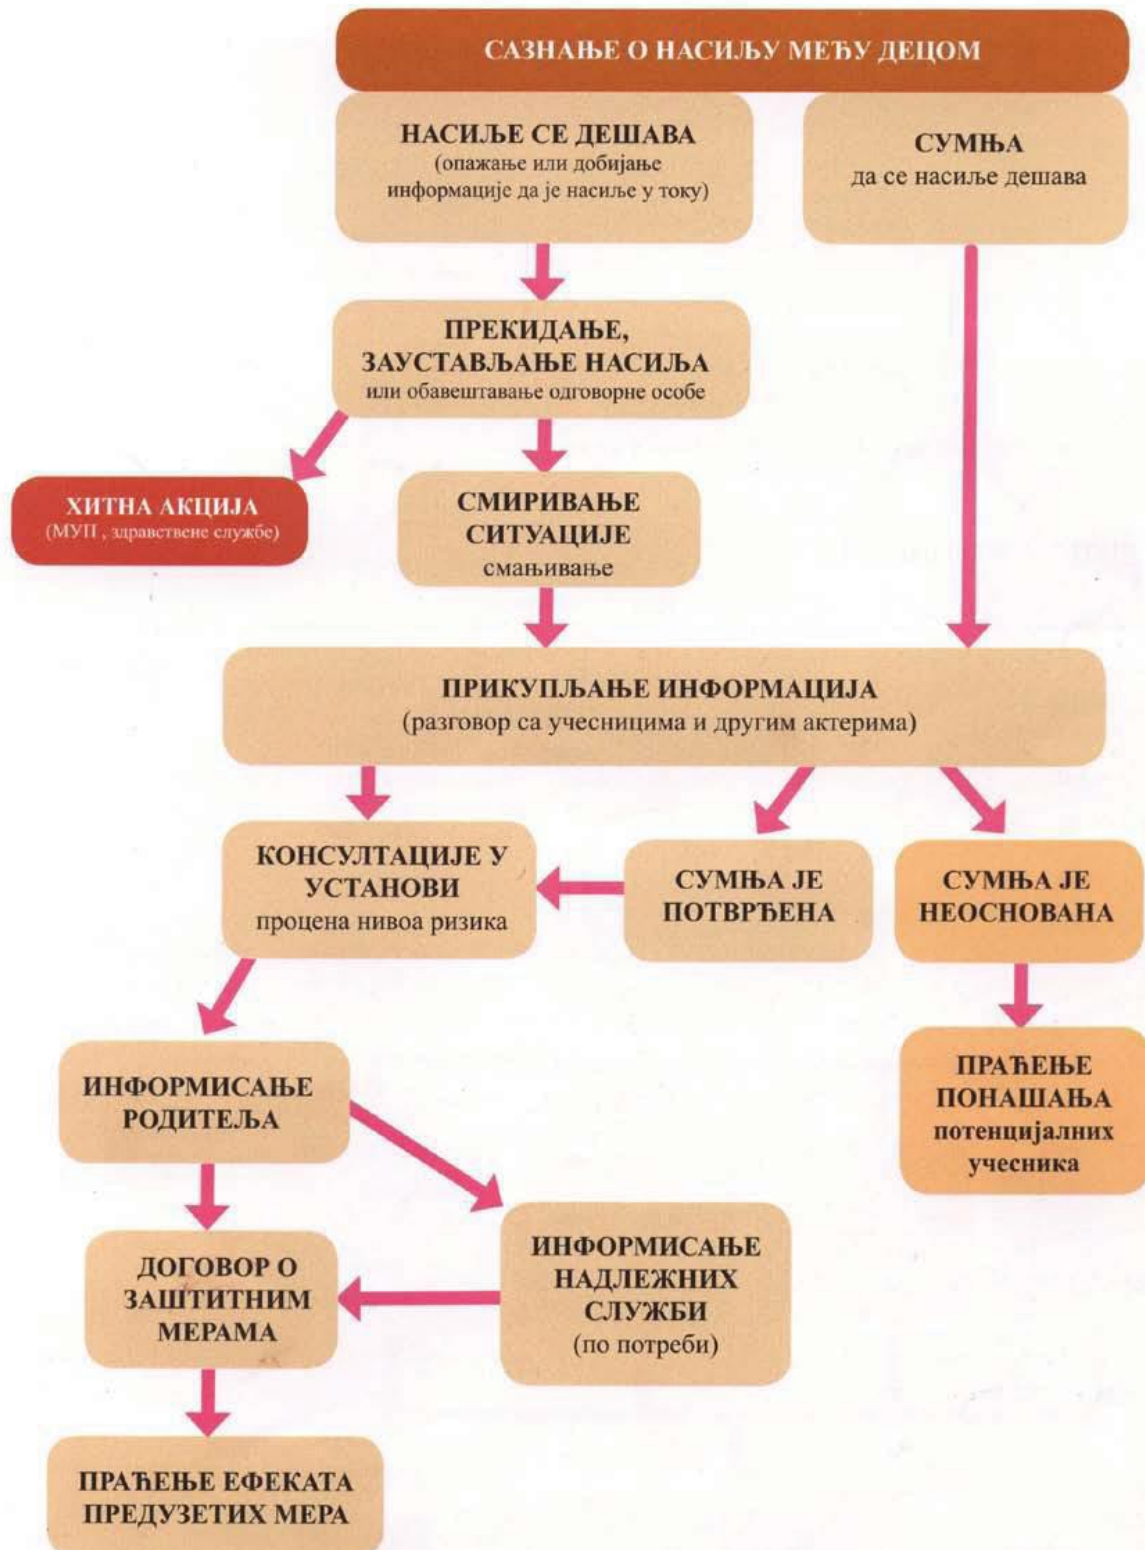 САЗНАЊЕ О НАСИЉУ МЕЂУ ДЕЦОМ
НАСИЉЕ СЕ ДЕШАВА
(опажање или добијање
информације да је насиље у току)
СУМЊА
да се насиље дешава
ПРЕКИДАЊЕ,
ЗАУСТАВЉАЊЕ НАСИЉА
или обавештавање одговорне особе
ХИТНА АКЦИЈА
(МУП , здравствене службе)
СМИРИВАЊЕ
СИТУАЦИЈЕ
смањивање
ПРИКУПЉАЊЕ ИНФОРМАЦИЈА
(разговор са учесницима и другим актерима)
КОНСУЛТАЦИЈЕ У
УСТАНОВИ
процена нивоа ризика
СУМЊА ЈЕ
ПОТВРЂЕНА
СУМЊА ЈЕ
НЕОСНОВАНА
ПРАЋЕЊЕ
ПОНАШАЊА
потенцијалних
учесника
ИНФОРМИСАЊЕ
РОДИТЕЉА
ДОГОВОР О
ЗАШТИТНИМ
МЕРАМА
ИНФОРМИСАЊЕ
НАДЛЕЖНИХ
СЛУЖБИ
(по потреби)
ПРАЋЕЊЕ ЕФЕКАТА
ПРЕДУЗЕТИХ МЕРА